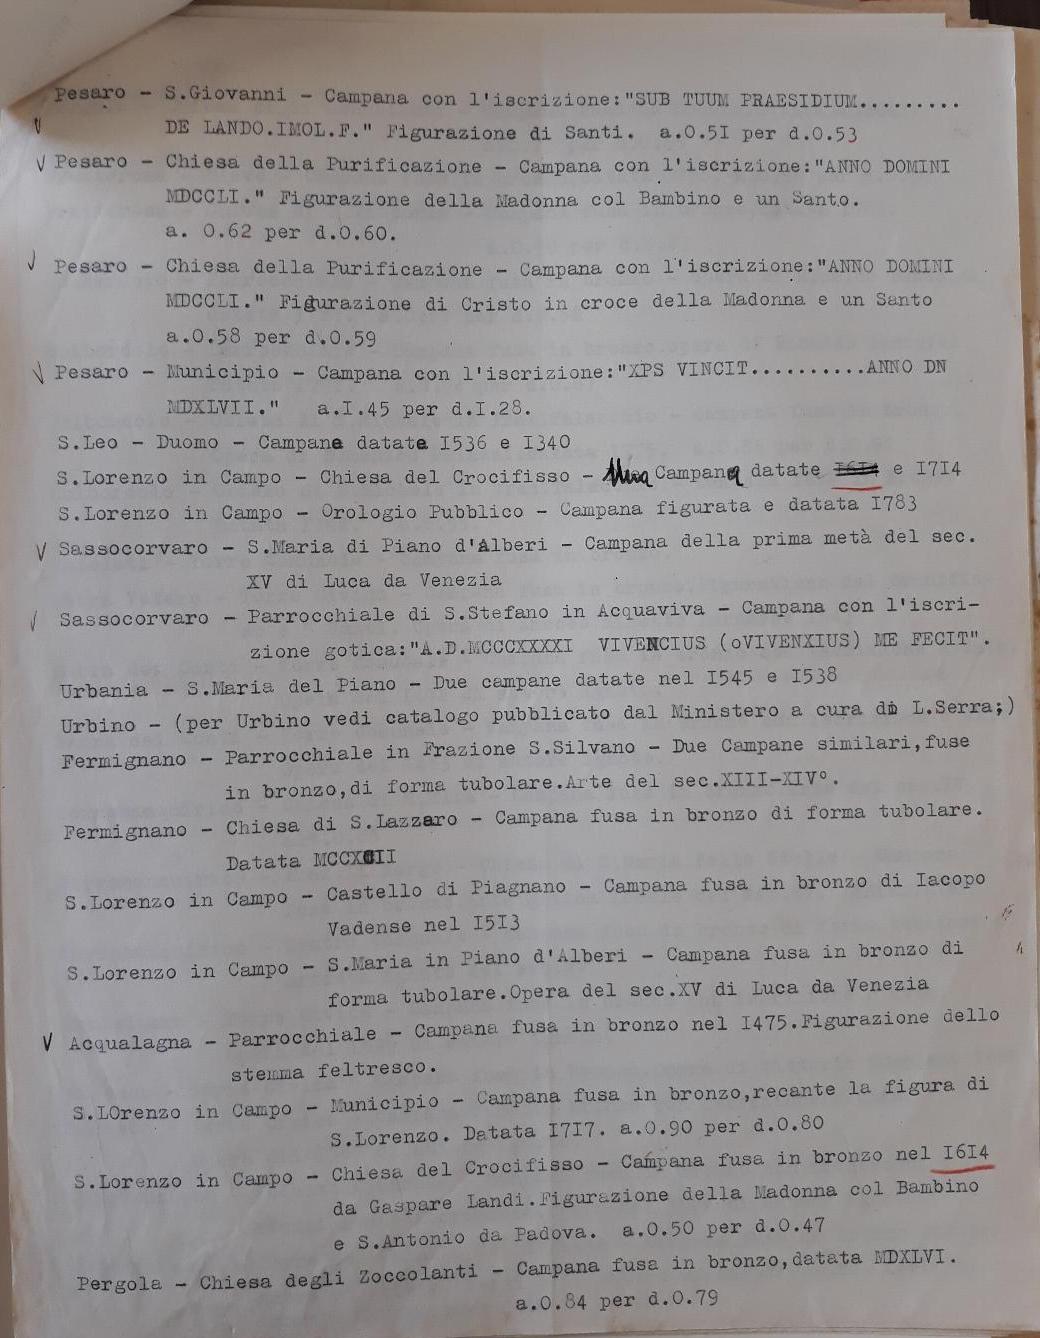 Pesaro - S.Giovanni - Campana con l'iscrizione:"SUB TUUM PRAESIDIUM.........
DE LANDO.IMOL.F." Figurazione di Santi. a.0.5I per d.0.53
Pesaro - Chiesa della Purificazione - Campana con l'iscrizione:"ANNO DOMINI
MDCCLI." Figurazione della Madonna col Bambino e un Santo.
a. 0.62 per d.0.60.
Pesaro - Chiesa della Purificazione - Campana con l'iscrizione:"ANNO DOMINI
MDCCLI." Figurazione di Cristo in croce della Madonna e un Santo
a.0.58 per d.0.59
Pesaro - Municipio - Campana con l'iscrizione:"XPS VINCIT..........ANNO DN
MDXLVII." a.I.45 per d.I.28.
S.Leo - Duomo - Campane datate I536 e I340
S.Lorenzo in Campo - Chiesa del Crocifisso - Campana datate I6I4 e I7I4
S.Lorenzo in Campo - Orologio Pubblico - Campana figurata e datata I783
Sassocorvaro - S.Maria di Piano d'Alberi - Campana della prima metà del sec.
XV di Luca da Venezia
Sassocorvaro - Parrocchiale di S.Stefano in Acquaviva - Campana con l'iscri-
zione gotica:"A.D.MCCCXXXXI VIVENCIUS (oVIVENXIUS) ME FECIT".
Urbania - S.Maria del Piano - Due campane datate nel I545 e I538
Urbino - (per Urbino vedi catalogo pubblicato dal Ministero a cura di L.Serra;)
Fermignano - Parrocchiale in Frazione S.Silvano - Due Campane similari,fuse
in bronzo,di forma tubolare.Arte del sec.XIII-XIV°.
Fermignano - Chiesa di S.Lazzaro - Campana fusa in bronzo di forma tubolare.
Datata MCCXCII
S.Lorenzo in Campo - Castello di Piagnano - Campana fusa in bronzo di Iacopo
Vadense nel I5I3
S.Lorenzo in Campo - S.Maria in Piano d'Alberi - Campana fusa in bronzo di
forma tubolare.Opera del sec.XV di Luca da Venezia
Acqualagna - Parrocchiale - Campana fusa in bronzo nel I475.Figurazione dello
stemma feltresco.
S.LOrenzo in Campo - Municipio - Campana fusa in bronzo,recante la figura di
S.Lorenzo. Datata I7I7. a.0.90 per d.0.80
S.Lorenzo in Campo - Chiesa del Crocifisso - Campana fusa in bronzo nel I6I4
da Gaspare Landi.Figurazione della Madonna col Bambino
e S.Antonio da Padova. a.0.50 per d.0.47
Pergola - Chiesa degli Zoccolanti - Campana fusa in bronzo,datata MDXLVI.
a.0.84 per d.0.79